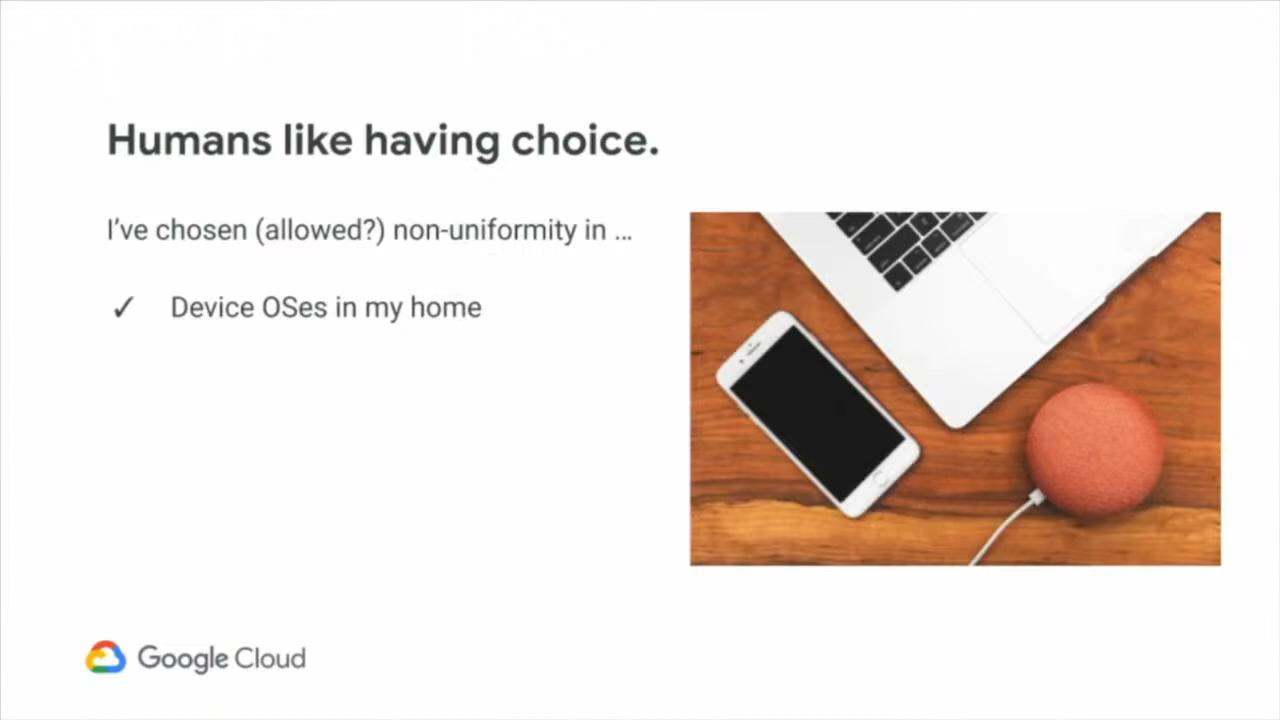 Humans like having choice.
I've chosen (allowed?) non-uniformity in ...
✓ Device OSes in my home
Google Cloud